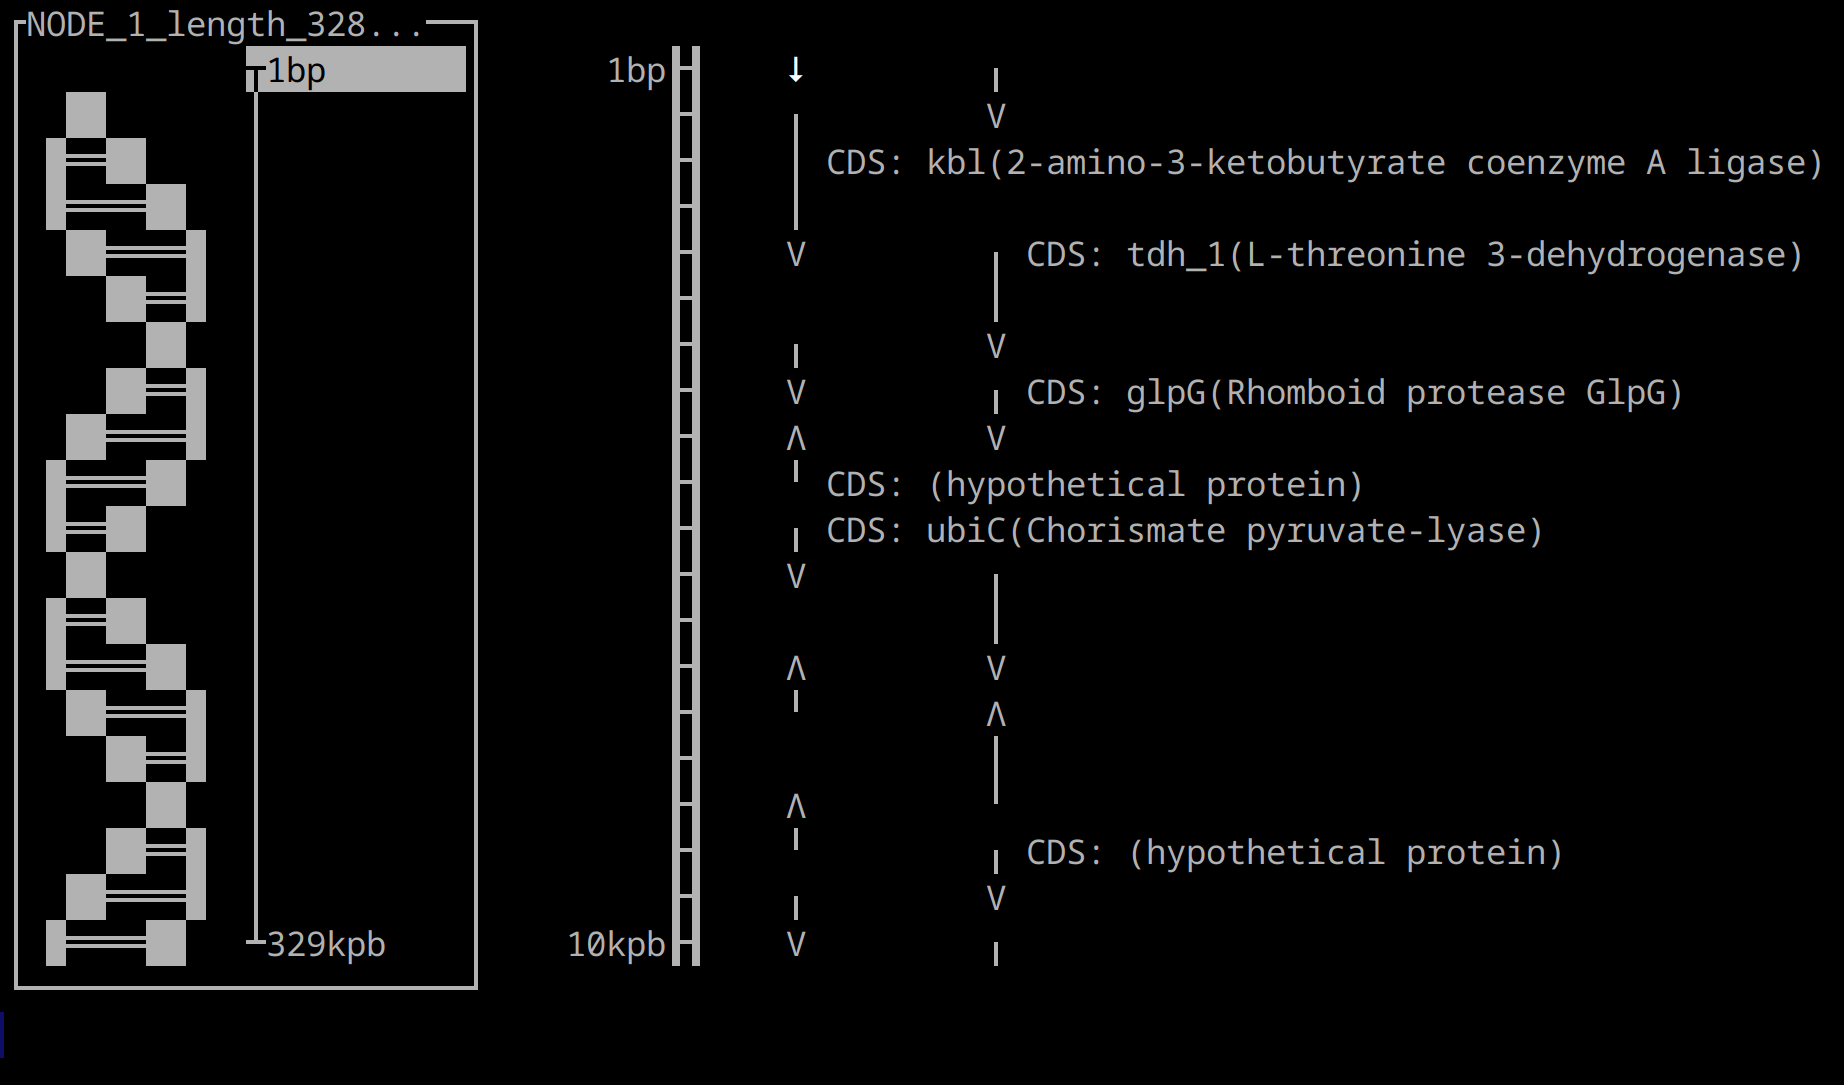 NODE_1_length_328...
1bp
1bp
CDS: kbl(2-amino-3-ketobutyrate coenzyme A ligase)
CDS: tdh_1(L-threonine 3-dehydrogenase)
CDS: glpG(Rhomboid protease GlpG)
CDS: (hypothetical protein)
CDS: ubiC(Chorismate pyruvate-lyase)
CDS: (hypothetical protein)
329kpb
10kpb